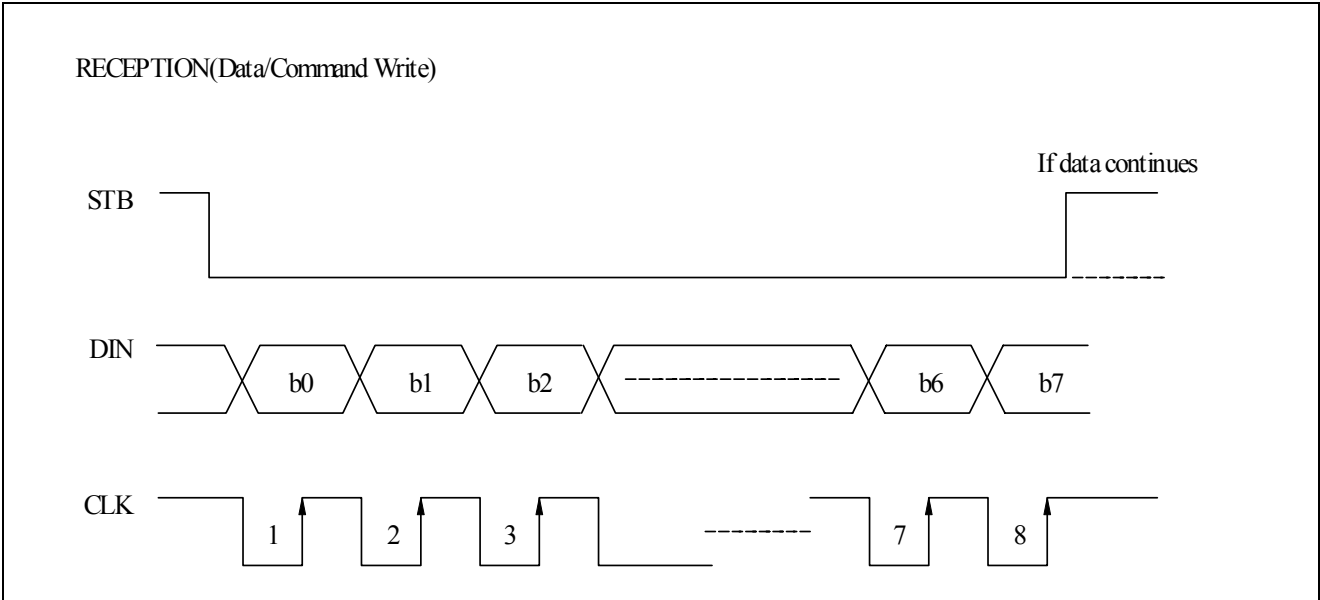 RECEPTION(Data/Command Write)
If data continues
STB
DIN
b0 b1 b2 b6 b7
CLK
1 2 3 7 8